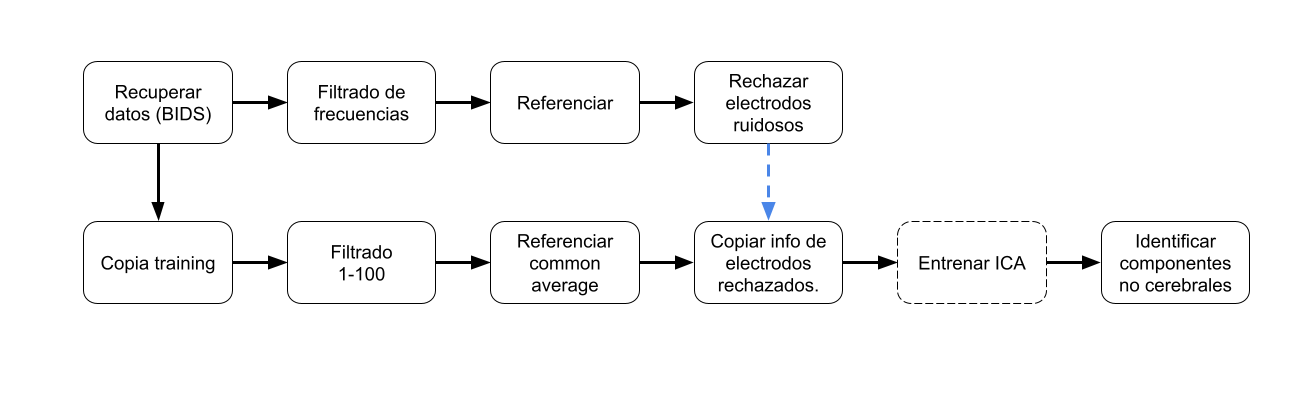 Recuperar
datos (BIDS)
Filtrado de
frecuencias
Referenciar
Rechazar
electrodos
ruidosos
Copia training
Filtrado
1-100
Referenciar
common
average
Copiar info de
electrodos
rechazados.
Entrenar ICA
Identificar
componentes
no cerebrales